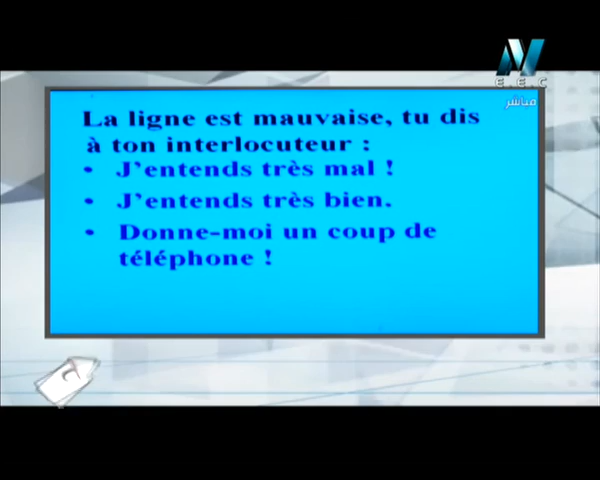 E.E.C
مباشر
La ligne est mauvaise, tu dis
à ton interlocuteur :
• J'entends très mal !
• J'entends très bien.
• Donne-moi un coup de
téléphone !